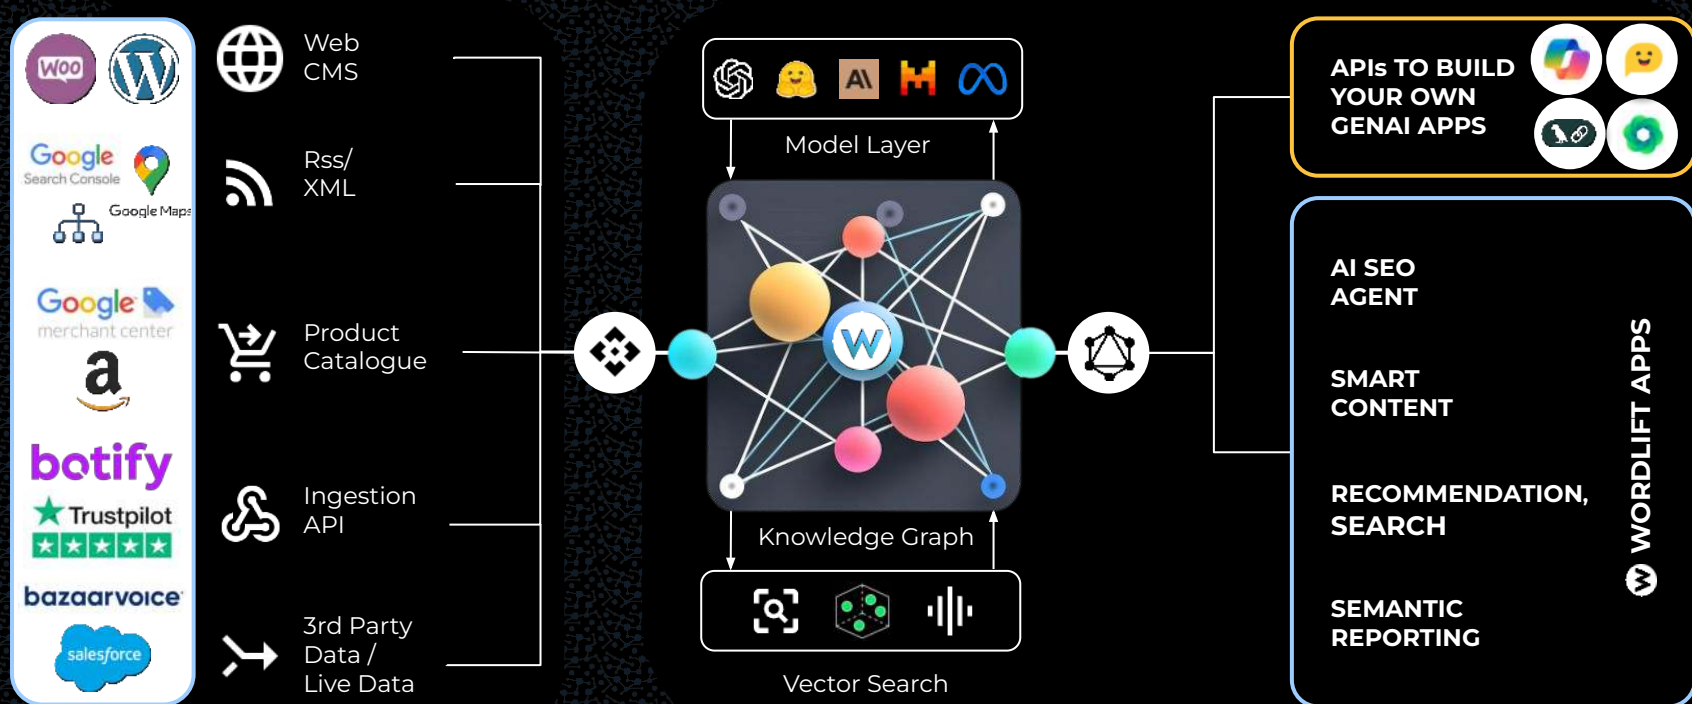 WOO
Google
Search Console
Google Maps
Google
merchant center
a
botify
Trustpilot
bazaarvoice
salesforce
Web
CMS
Rss/
XML
Product
Catalogue
Ingestion
API
3rd Party
Data /
Live Data
AI
Model Layer
W
Knowledge Graph
Vector Search
APIs TO BUILD
YOUR OWN
GENAI APPS
AI SEO
AGENT
SMART
CONTENT
RECOMMENDATION,
SEARCH
SEMANTIC
REPORTING
W WORDLIFT APPS